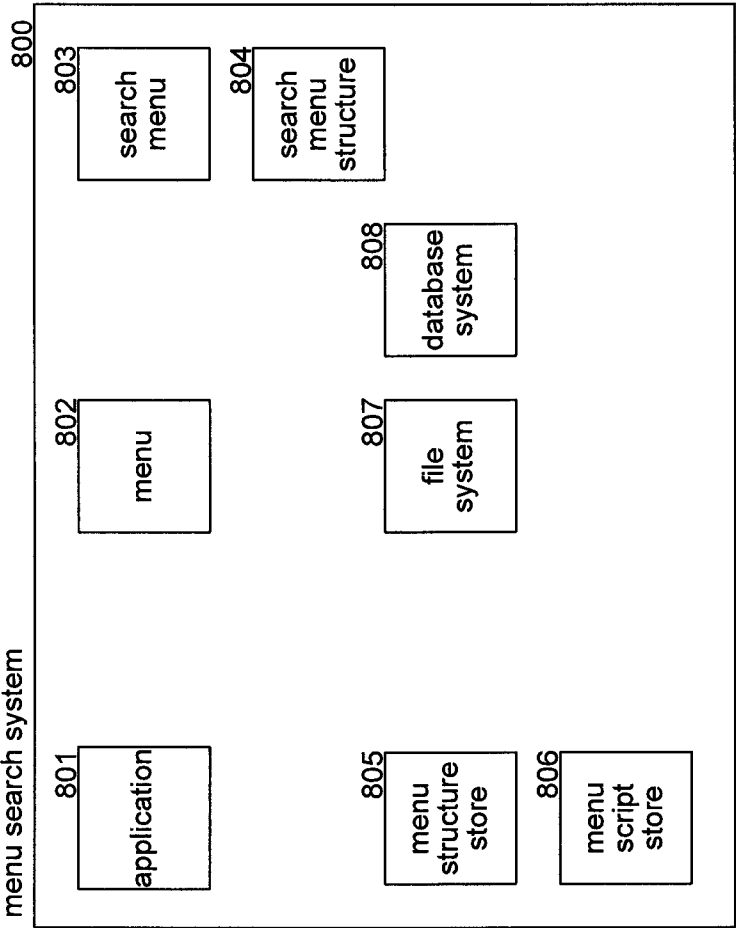 menu search system
800
801
application
802
menu
803
search
menu
804
search
menu
structure
805
menu
structure
store
807
file
system
808
database
system
806
menu
script
store